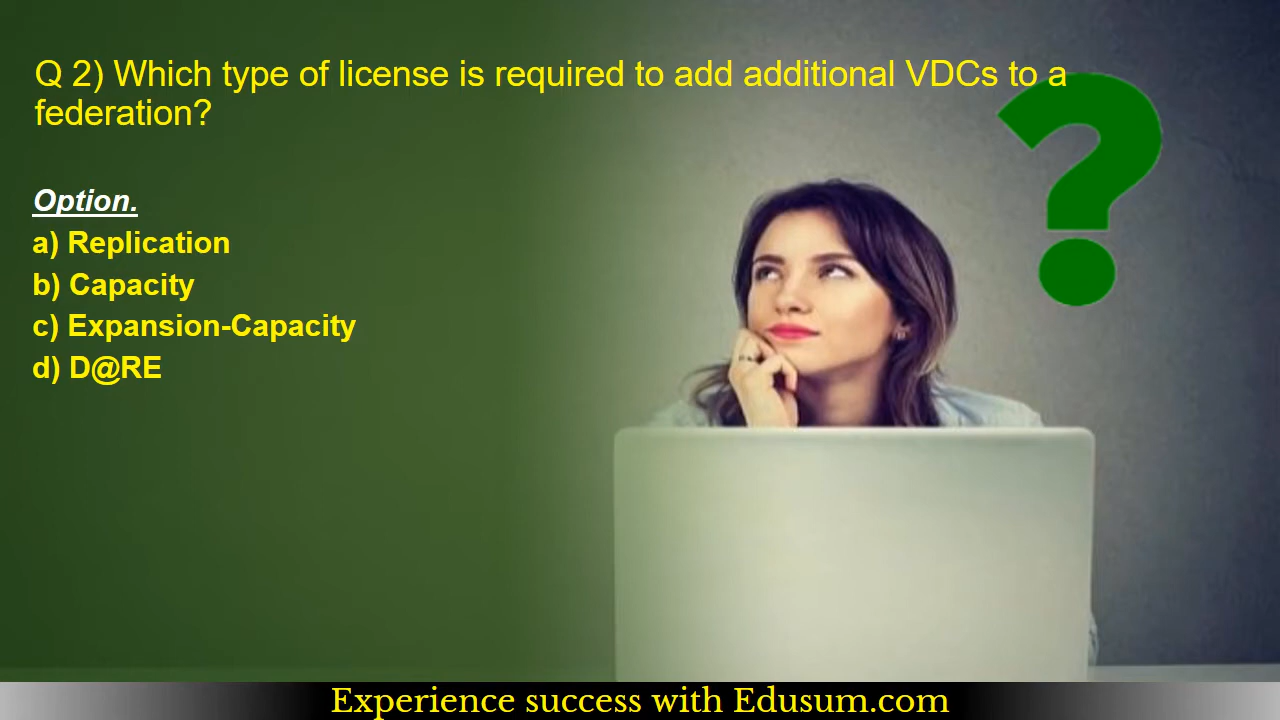 Q 2) Which type of license is required to add additional VDCs to a
federation?
Option.
a) Replication
b) Capacity
c) Expansion-Capacity
d) D@RE
Experience success with Edusum.com